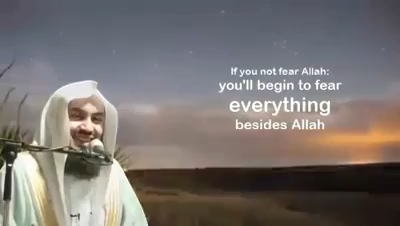 If you not fear Allah:
you'll begin to fear
everything
besides Allah